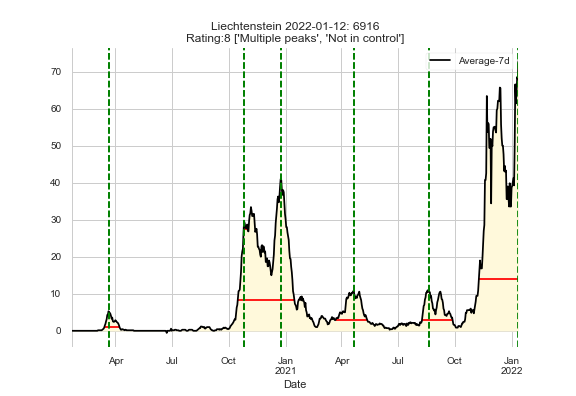 Liechtenstein 2022-01-12: 6916
Rating:8 ['Multiple peaks', 'Not in control']
Average-7d
70
60
50
40
30
20
10
0
Apr Jul Oct Jan Apr Jul Oct Jan
2021 2022
Date